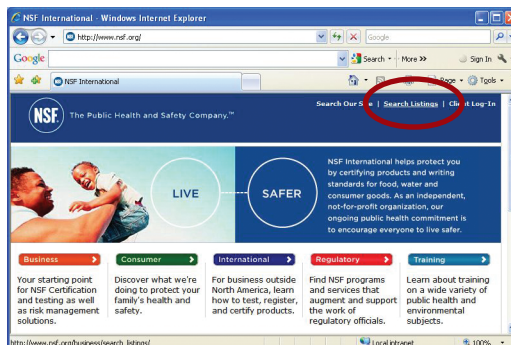 NSF International - Windows Internet Explorer
http://www.nsf.org/
Google
Google
Search
More >>
Sign In
NSF International
Page
Tools
Search Our | Search Listings | Client Log-In
NSF
The Public Health and Safety Company.™
LIVE
SAFER
NSF International helps protect you
by certifying products and writing
standards for food, water and
consumer goods. As an independent,
not-for-profit organization, our
ongoing public health commitment is
to encourage everyone to live safer.
Business
Your starting point
for NSF Certification
and testing as well
as risk management
solutions.
Consumer
Discover what we're
doing to protect your
family's health and
safety.
International
For business outside
North America, learn
how to test, register,
and certify products.
Regulatory
Find NSF programs
and services that
augment and support
the work of
regulatory officials.
Training
Learn about training
on a wide variety of
public health and
environmental
subjects.
http://www.nsf.org/business/search_listings/
Local intranet
100%